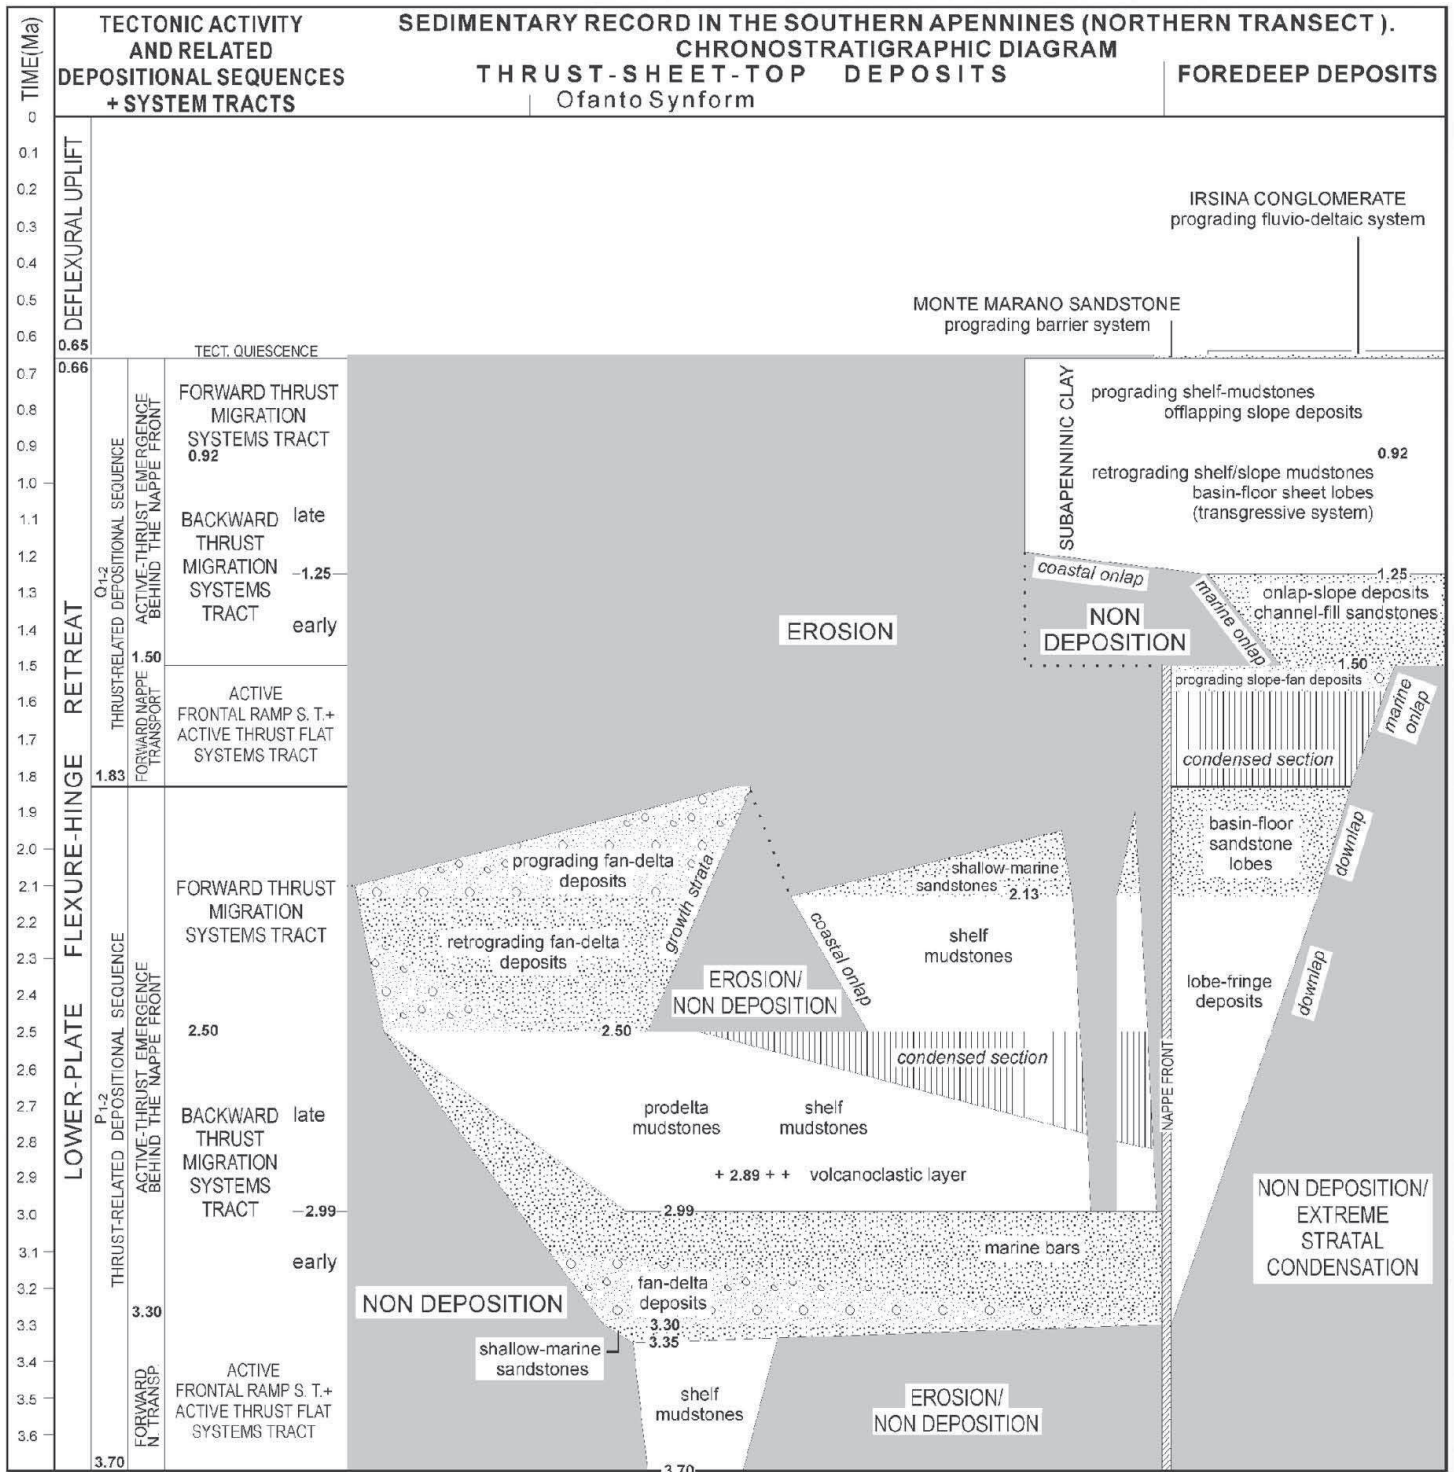 TIME(Ma)
TECTONIC ACTIVITY
AND RELATED
DEPOSITIONAL SEQUENCES
+ SYSTEM TRACTS
SEDIMENTARY RECORD IN THE SOUTHERN APENNINES (NORTHERN TRANSECT ).
CHRONOSTRATIGRAPHIC DIAGRAM
THRUST-SHEET-TOP DEPOSITS
Ofanto Synform
FOREDEEP DEPOSITS
0
0.1
0.2
0.3
0.4
0.5
0.6
0.7
0.8
0.9
1.0
1.1
1.2
1.3
1.4
1.5
1.6
1.7
1.8
1.9
2.0
2.1
2.2
2.3
2.4
2.5
2.6
2.7
2.8
2.9
3.0
3.1
3.2
3.3
3.4
3.5
3.6
DEFLEXURAL UPLIFT
0.65
0.66
LOWER-PLATE FLEXURE-HINGE RETREAT
Q1-2
THRUST-RELATED DEPOSITIONAL SEQUENCE
1.83
P1-2
THRUST-RELATED DEPOSITIONAL SEQUENCE
3.70
ACTIVE-THRUST EMERGENCE
BEHIND THE NAPPE FRONT
1.50
FORWARD NAPPE
TRANSPORT
ACTIVE-THRUST EMERGENCE
BEHIND THE NAPPE FRONT
3.30
FORWARD
N. TRANSP.
TECT. QUIESCENCE
FORWARD THRUST
MIGRATION
SYSTEMS TRACT
0.92
BACKWARD late
THRUST
MIGRATION
SYSTEMS
TRACT
1.25
early
ACTIVE
FRONTAL RAMP S. T.+
ACTIVE THRUST FLAT
SYSTEMS TRACT
FORWARD THRUST
MIGRATION
SYSTEMS TRACT
2.50
BACKWARD late
THRUST
MIGRATION
SYSTEMS
TRACT
2.99
early
ACTIVE
FRONTAL RAMP S. T.+
ACTIVE THRUST FLAT
SYSTEMS TRACT
IRSINA CONGLOMERATE
prograding fluvio-deltaic system
MONTE MARANO SANDSTONE
prograding barrier system
SUBAPENNINIC CLAY
prograding shelf-mudstones
offlapping slope deposits
0.92
retrograding shelf/slope mudstones
basin-floor sheet lobes
(transgressive system)
coastal onlap
1.25
marine onlap
onlap-slope deposits
channel-fill sandstones
EROSION
NON
DEPOSITION
1.50
prograding slope-fan deposits
marine
onlap
condensed section
basin-floor
sandstone
lobes
downlap
prograding fan-delta
deposits
growth strata
retrograding fan-delta
deposits
shallow-marine
sandstones
2.13
coastal onlap
shelf
mudstones
EROSION/
NON DEPOSITION
lobe-fringe
deposits
downlap
2.50
condensed section
NAPPE FRONT
prodelta
mudstones
shelf
mudstones
+ 2.89 + + volcanoclastic layer
2.99
marine bars
fan-delta
deposits
3.30
3.35
NON DEPOSITION
shallow-marine
sandstones
shelf
mudstones
3.70
EROSION/
NON DEPOSITION
NON DEPOSITION/
EXTREME
STRATAL
CONDENSATION